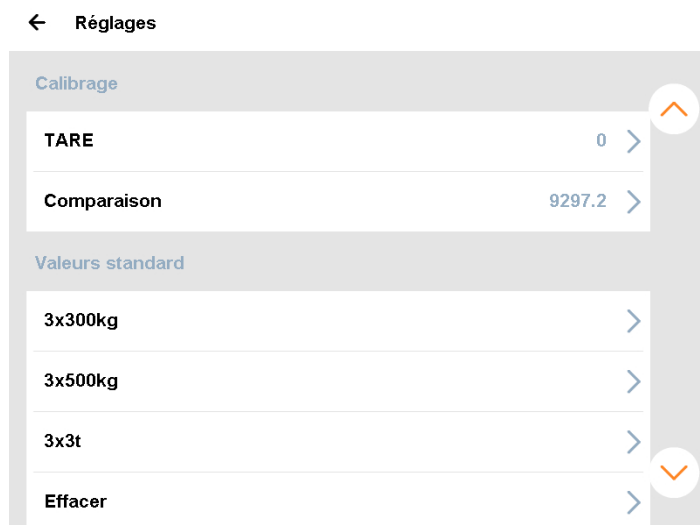 Réglages
Calibrage
TARE 0
Comparaison 9297.2
Valeurs standard
3x300kg
3x500kg
3x3t
Effacer